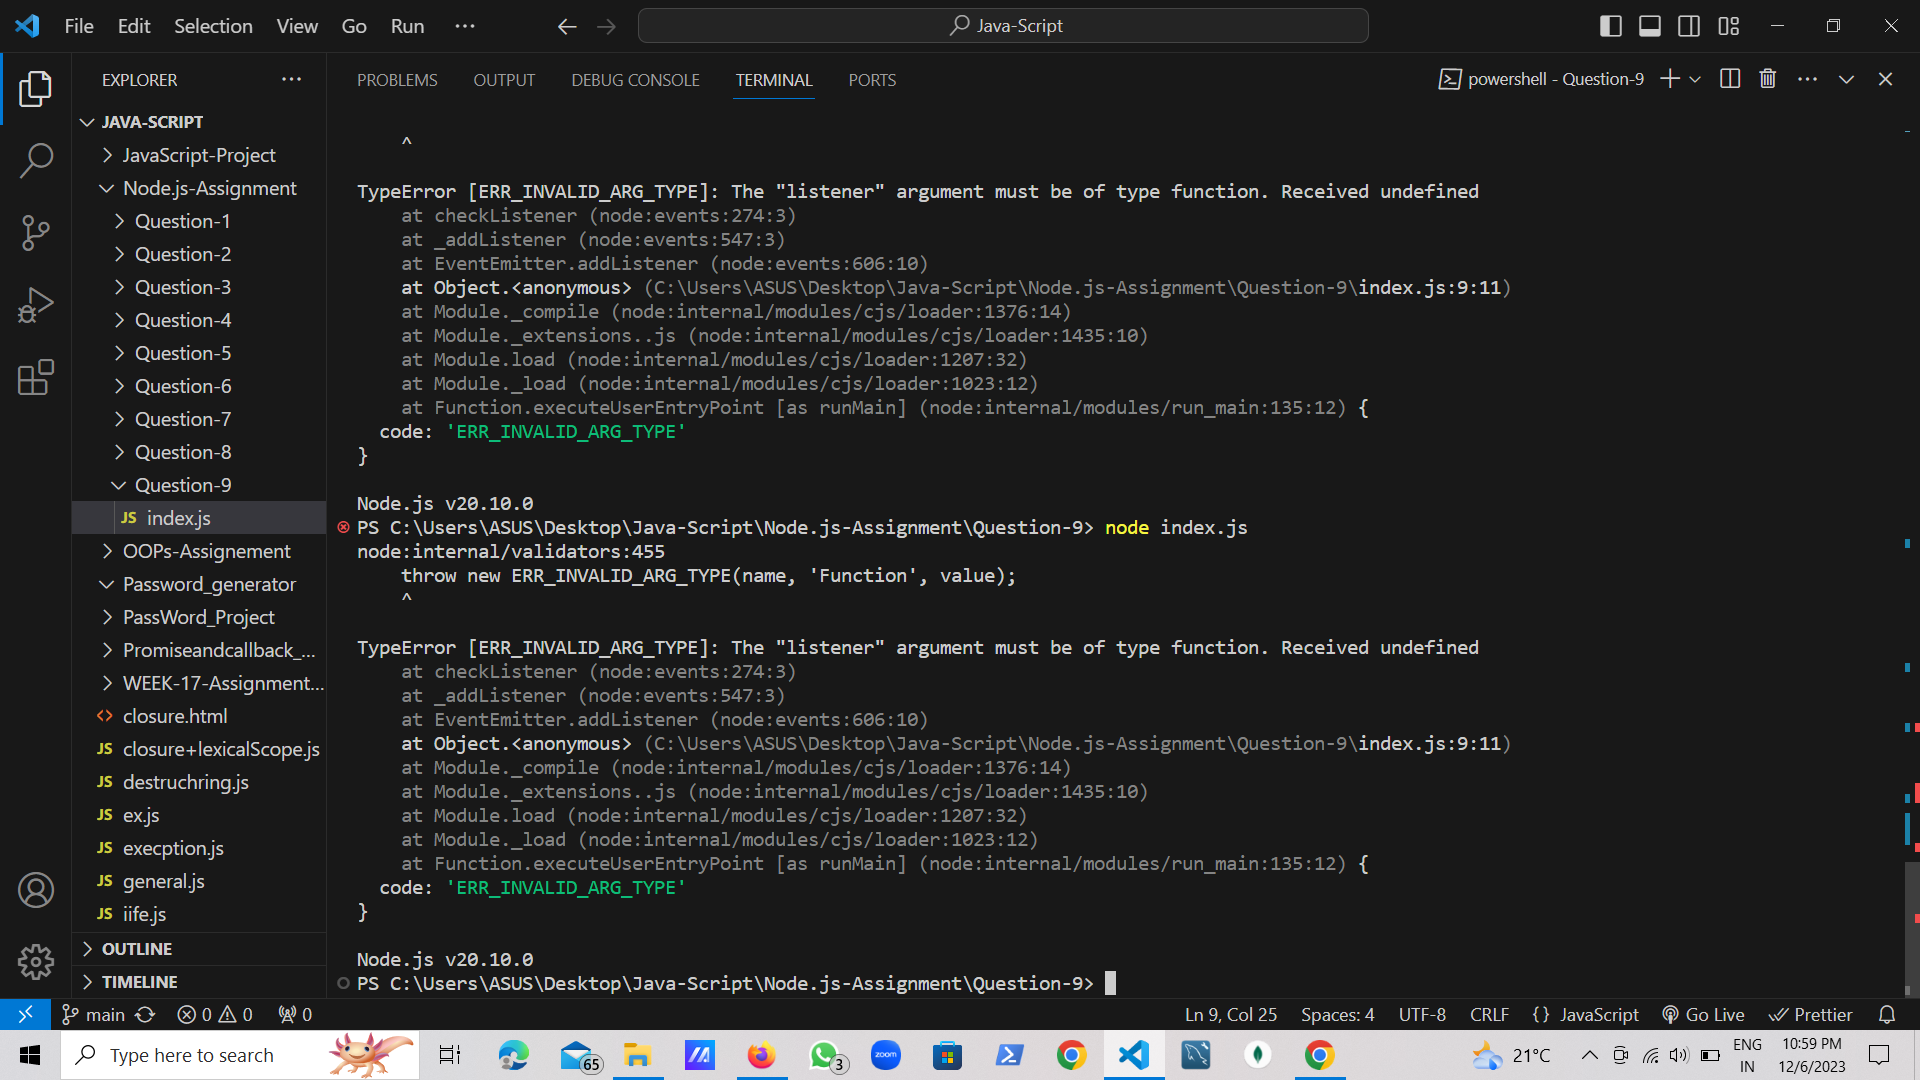 File Edit Selection View Go Run ... Java-Script
EXPLORER ...
PROBLEMS OUTPUT DEBUG CONSOLE TERMINAL PORTS powershell - Question-9
JAVA-SCRIPT
JavaScript-Project
Node.js-Assignment
Question-1
Question-2
Question-3
Question-4
Question-5
Question-6
Question-7
Question-8
Question-9
JS index.js
OOPs-Assignement
Password_generator
PassWord_Project
Promiseandcallback_...
WEEK-17-Assignment...
<> closure.html
JS closure+lexicalScope.js
JS destruchring.js
JS ex.js
JS execption.js
JS general.js
JS iife.js
OUTLINE
TIMELINE
^
TypeError [ERR_INVALID_ARG_TYPE]: The "listener" argument must be of type function. Received undefined
at checkListener (node:events:274:3)
at _addListener (node:events:547:3)
at EventEmitter.addListener (node:events:606:10)
at Object.<anonymous> (C:\Users\ASUS\Desktop\Java-Script\Node.js-Assignment\Question-9\index.js:9:11)
at Module._compile (node:internal/modules/cjs/loader:1376:14)
at Module._extensions..js (node:internal/modules/cjs/loader:1435:10)
at Module.load (node:internal/modules/cjs/loader:1207:32)
at Module._load (node:internal/modules/cjs/loader:1023:12)
at Function.executeUserEntryPoint [as runMain] (node:internal/modules/run_main:135:12) {
code: 'ERR_INVALID_ARG_TYPE'
}
Node.js v20.10.0
PS C:\Users\ASUS\Desktop\Java-Script\Node.js-Assignment\Question-9> node index.js
node:internal/validators:455
throw new ERR_INVALID_ARG_TYPE(name, 'Function', value);
^
TypeError [ERR_INVALID_ARG_TYPE]: The "listener" argument must be of type function. Received undefined
at checkListener (node:events:274:3)
at _addListener (node:events:547:3)
at EventEmitter.addListener (node:events:606:10)
at Object.<anonymous> (C:\Users\ASUS\Desktop\Java-Script\Node.js-Assignment\Question-9\index.js:9:11)
at Module._compile (node:internal/modules/cjs/loader:1376:14)
at Module._extensions..js (node:internal/modules/cjs/loader:1435:10)
at Module.load (node:internal/modules/cjs/loader:1207:32)
at Module._load (node:internal/modules/cjs/loader:1023:12)
at Function.executeUserEntryPoint [as runMain] (node:internal/modules/run_main:135:12) {
code: 'ERR_INVALID_ARG_TYPE'
}
Node.js v20.10.0
PS C:\Users\ASUS\Desktop\Java-Script\Node.js-Assignment\Question-9>
main 0 0 0 Ln 9, Col 25 Spaces: 4 UTF-8 CRLF {} JavaScript Go Live Prettier
Type here to search 65 3 zoom 21°C ENG IN 10:59 PM 12/6/2023